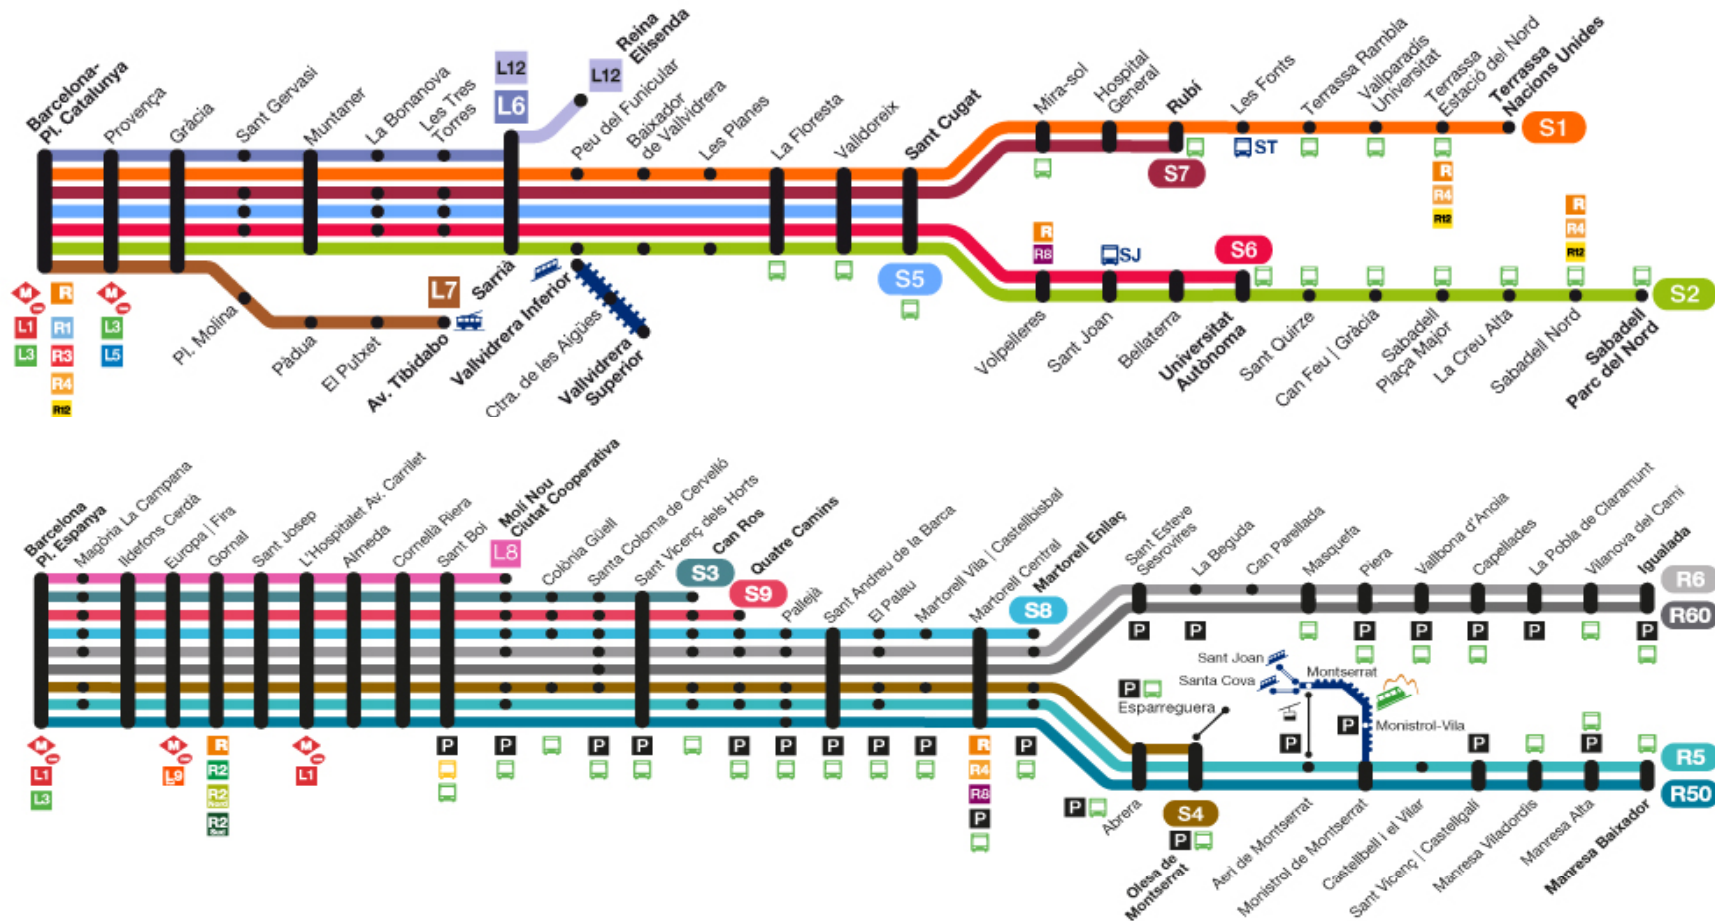 Barcelona-
Pl. Catalunya
Provença
Gràcia
Sant Gervasi
Muntaner
La Bonanova
Les Tres
Torres
L12
L6
L12
Reina
Elisenda
Peu del Funicular
Baixador
de Vallvidrera
Les Planes
La Floresta
Valldoreix
Sant Cugat
Mira-sol
Hospital
General
Rubí
Les Fonts
Terrassa Rambla
Vallparadís
Universitat
Terrassa
Estació del Nord
Terrassa
Nacions Unides
S1
ST
S7
R
R4
R12
R
R8
SJ
S6
R
R4
R12
S5
S2
M
R
M
L1
R1
L3
L3
R3
L5
R4
R12
Pl. Molina
Pàdua
El Putxet
L7
Av. Tibidabo
Sarrià
Vallvidrera Inferior
Ctra. de les Aigües
Vallvidrera
Superior
Volpelleres
Sant Joan
Bellaterra
Universitat
Autònoma
Sant Quirze
Can Feu | Gràcia
Sabadell
Plaça Major
La Creu Alta
Sabadell Nord
Sabadell
Parc del Nord
Barcelona
Pl. Espanya
Magòria La Campana
Ildefons Cerdà
Europa | Fira
Gornal
Sant Josep
L'Hospitalet Av. Carrilet
Almeda
Cornellà Riera
Sant Boi
L8
Molí Nou
Ciutat Cooperativa
Colònia Güell
Santa Coloma de Cervelló
Sant Vicenç dels Horts
Can Ros
S3
Quatre Camins
S9
Pallejà
Sant Andreu de la Barca
El Palau
Martorell Vila | Castellbisbal
Martorell Central
Martorell Enllaç
S8
Sant Esteve
Sesrovires
La Beguda
Can Parellada
Masquefa
Piera
Vallbona d'Anoia
Capellades
La Pobla de Claramunt
Vilanova del Camí
Igualada
R6
R60
P
P
P
P
P
P
P
Sant Joan
Santa Cova
Montserrat
P
Esparreguera
P
Monistrol-Vila
P
P
P
R5
R50
M
L1
L3
M
L9
R
R2
R2
Nord
R2
Sud
M
L1
P
P
P
P
P
P
P
P
P
R
R4
R8
P
P
P
Abrera
S4
P
Olesa de
Montserrat
Aeri de Montserrat
Monistrol de Montserrat
Castellbell i el Vilar
Sant Vicenç | Castellgalí
Manresa Viladordis
Manresa Alta
Manresa Baixador